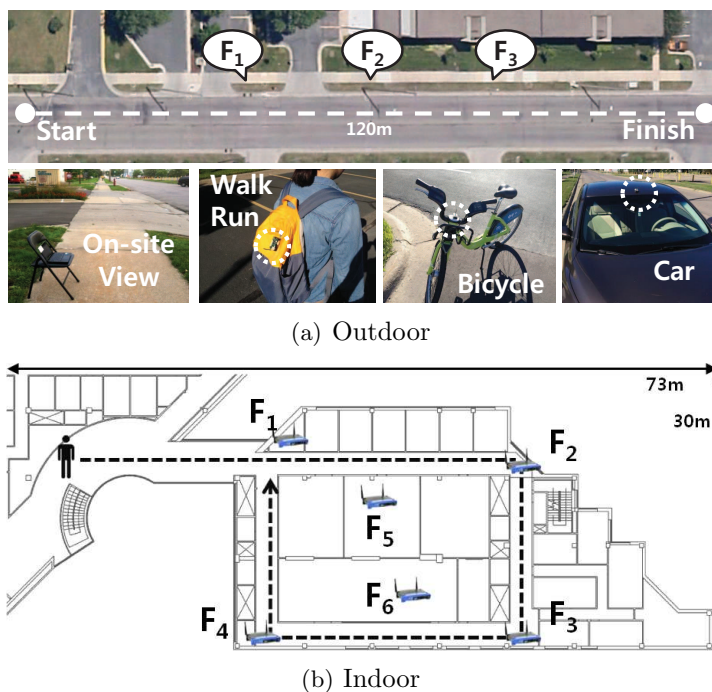 F1
F2
F3
Start
120m
Finish
On-site
View
Walk
Run
Bicycle
Car
(a) Outdoor
73m
30m
F1
F2
F5
F6
F4
F3
(b) Indoor